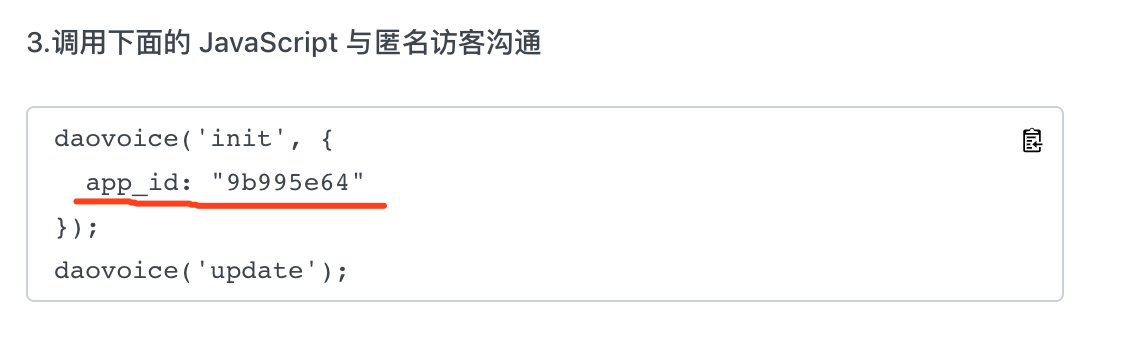 3.调用下面的 JavaScript 与匿名访客沟通
daovoice('init', {
  app_id: "9b995e64"
});
daovoice('update');